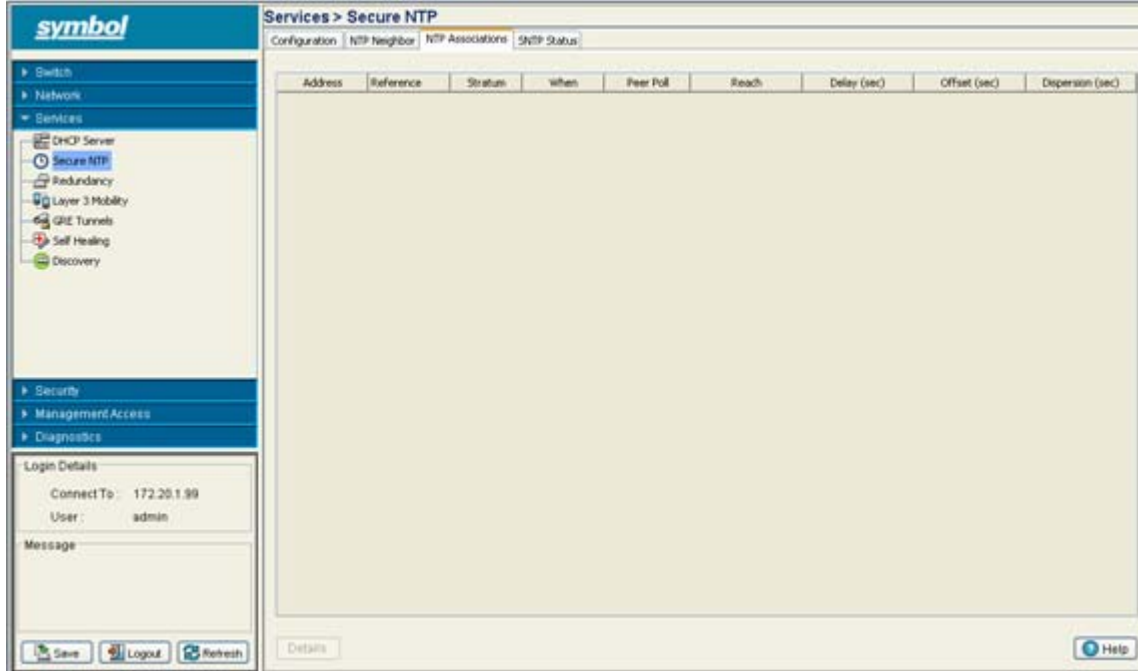 symbol
Services > Secure NTP
Configuration NTP Neighbor NTP Associations SNTP Status
Switch
Network
Services
DHCP Server
Secure NTP
Redundancy
Layer 3 Mobility
GRE Tunnels
Self Healing
Discovery
Security
Management Access
Diagnostics
Login Details
Connect To : 172.20.1.99
User : admin
Message
Save Logout Refresh
Address Reference Stratum When Peer Poll Reach Delay (sec) Offset (sec) Dispersion (sec)
Details
Help